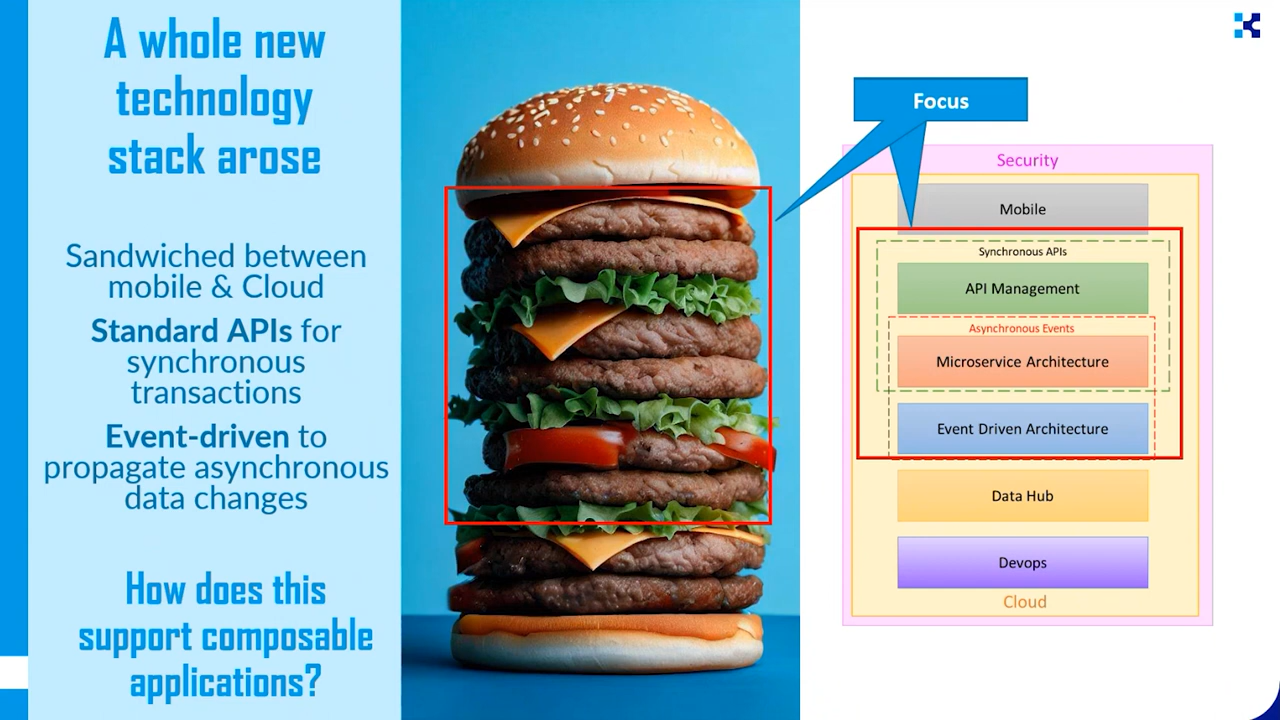 A whole new
technology
stack arose
Sandwiched between
mobile & Cloud
Standard APIs for
synchronous
transactions
Event-driven to
propagate asynchronous
data changes
How does this
support composable
applications?
Focus
Security
Mobile
Synchronous APIs
API Management
Asynchronous Events
Microservice Architecture
Event Driven Architecture
Data Hub
Devops
Cloud